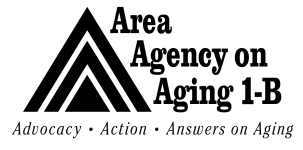 Area
Agency on
Aging 1-B
Advocacy • Action • Answers on Aging